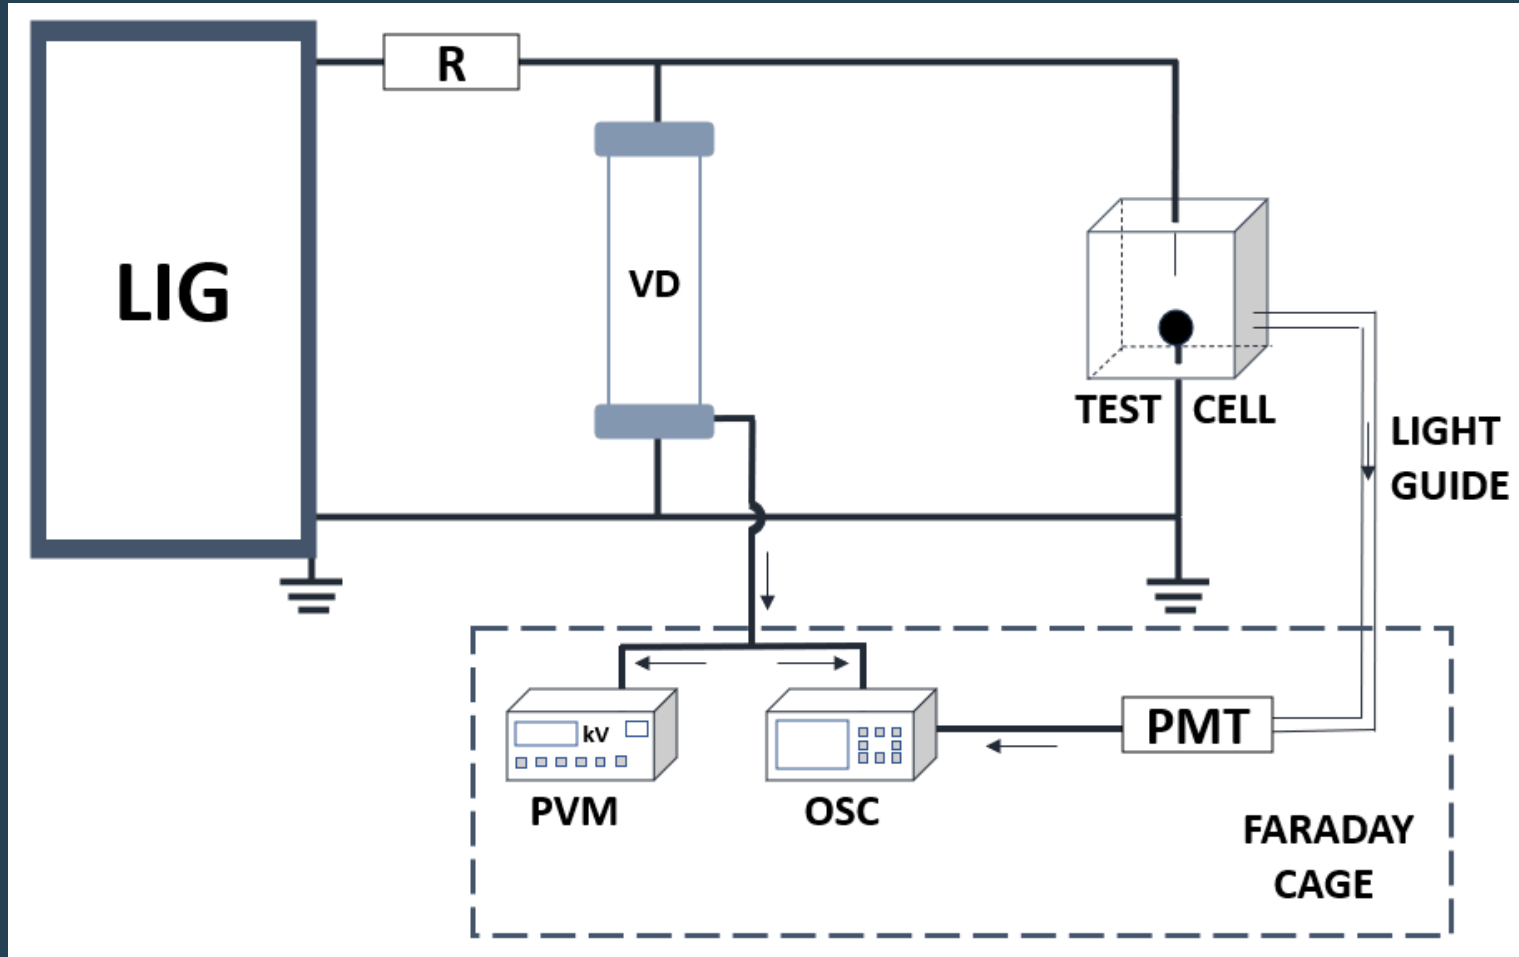 LIG
R
VD
TEST CELL
LIGHT
GUIDE
kV
PVM
OSC
PMT
FARADAY
CAGE